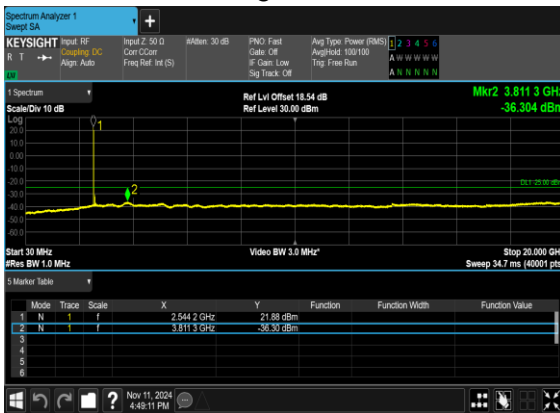 Spectrum Analyzer 1
Swept SA
+
KEYSIGHT Input: RF Input Z: 50 Ω #Atten: 30 dB PNO: Fast Avg Type: Power (RMS) 1 2 3 4 5 6
R T Coupling: DC Corr CCorr Gate: Off Avg|Hold: 100/100 A W W W W W
Align: Auto Freq Ref: Int (S) IF Gain: Low Trig: Free Run
Sig Track: Off A N N N N N
1 Spectrum Ref Lvl Offset 18.54 dB Mkr2 3.811 3 GHz
Scale/Div 10 dB Ref Level 30.00 dBm -36.304 dBm
Log
20.0
10.0
0.00
-10.0
-20.0
-30.0
-40.0
-50.0
-60.0
1
2
DL1 -25.00 dBm
Start 30 MHz Video BW 3.0 MHz* Stop 20.000 GHz
#Res BW 1.0 MHz Sweep 34.7 ms (40001 pts)
5 Marker Table
Mode Trace Scale X Y Function Function Width Function Value
1 N 1 f 2.544 2 GHz 21.88 dBm
2 N 1 f 3.811 3 GHz -36.30 dBm
3
4
5
6
? Nov 11, 2024
4:49:11 PM